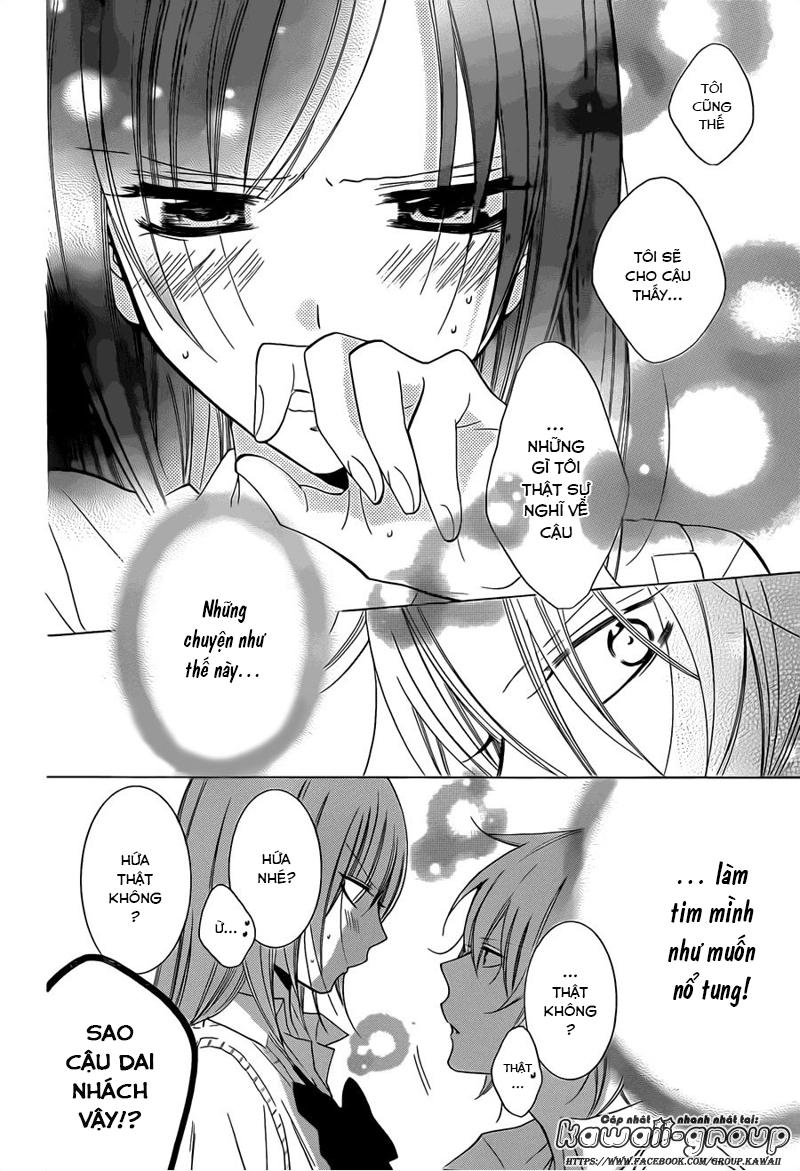 TÔI
CŨNG
THẾ
TÔI SẼ
CHO CẬU
THẤY...
...
NHỮNG
GÌ TÔI
THẬT SỰ
NGHĨ VỀ
CẬU
Những
chuyện như
thế này...
... làm
tim mình
như muốn
nổ tung!
HỨA
NHÉ?
HỨA
THẬT
KHÔNG
?
Ừ...
...
THẬT
KHÔNG
?
THẬT
...
SAO
CẬU DAI
NHÁCH
VẬY!?
Cập nhật nhanh nhất tại:
kawaii-group
HTTPS://WWW.FACEBOOK.COM/GROUP.KAWAII